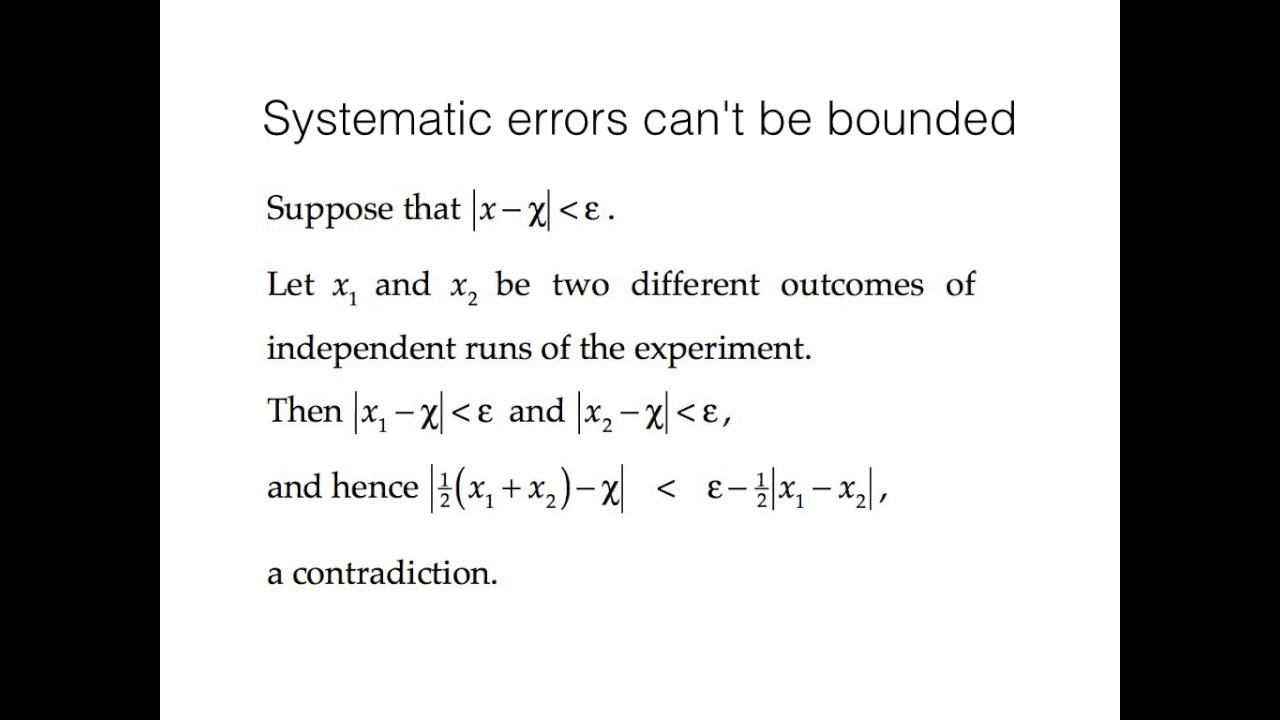 Systematic errors can't be bounded
Suppose that |x − χ| < ε .
Let x₁ and x₂ be two different outcomes of
independent runs of the experiment.
Then |x₁ − χ| < ε and |x₂ − χ| < ε,
and hence |½(x₁ + x₂) − χ| < ε − ½|x₁ − x₂|,
a contradiction.